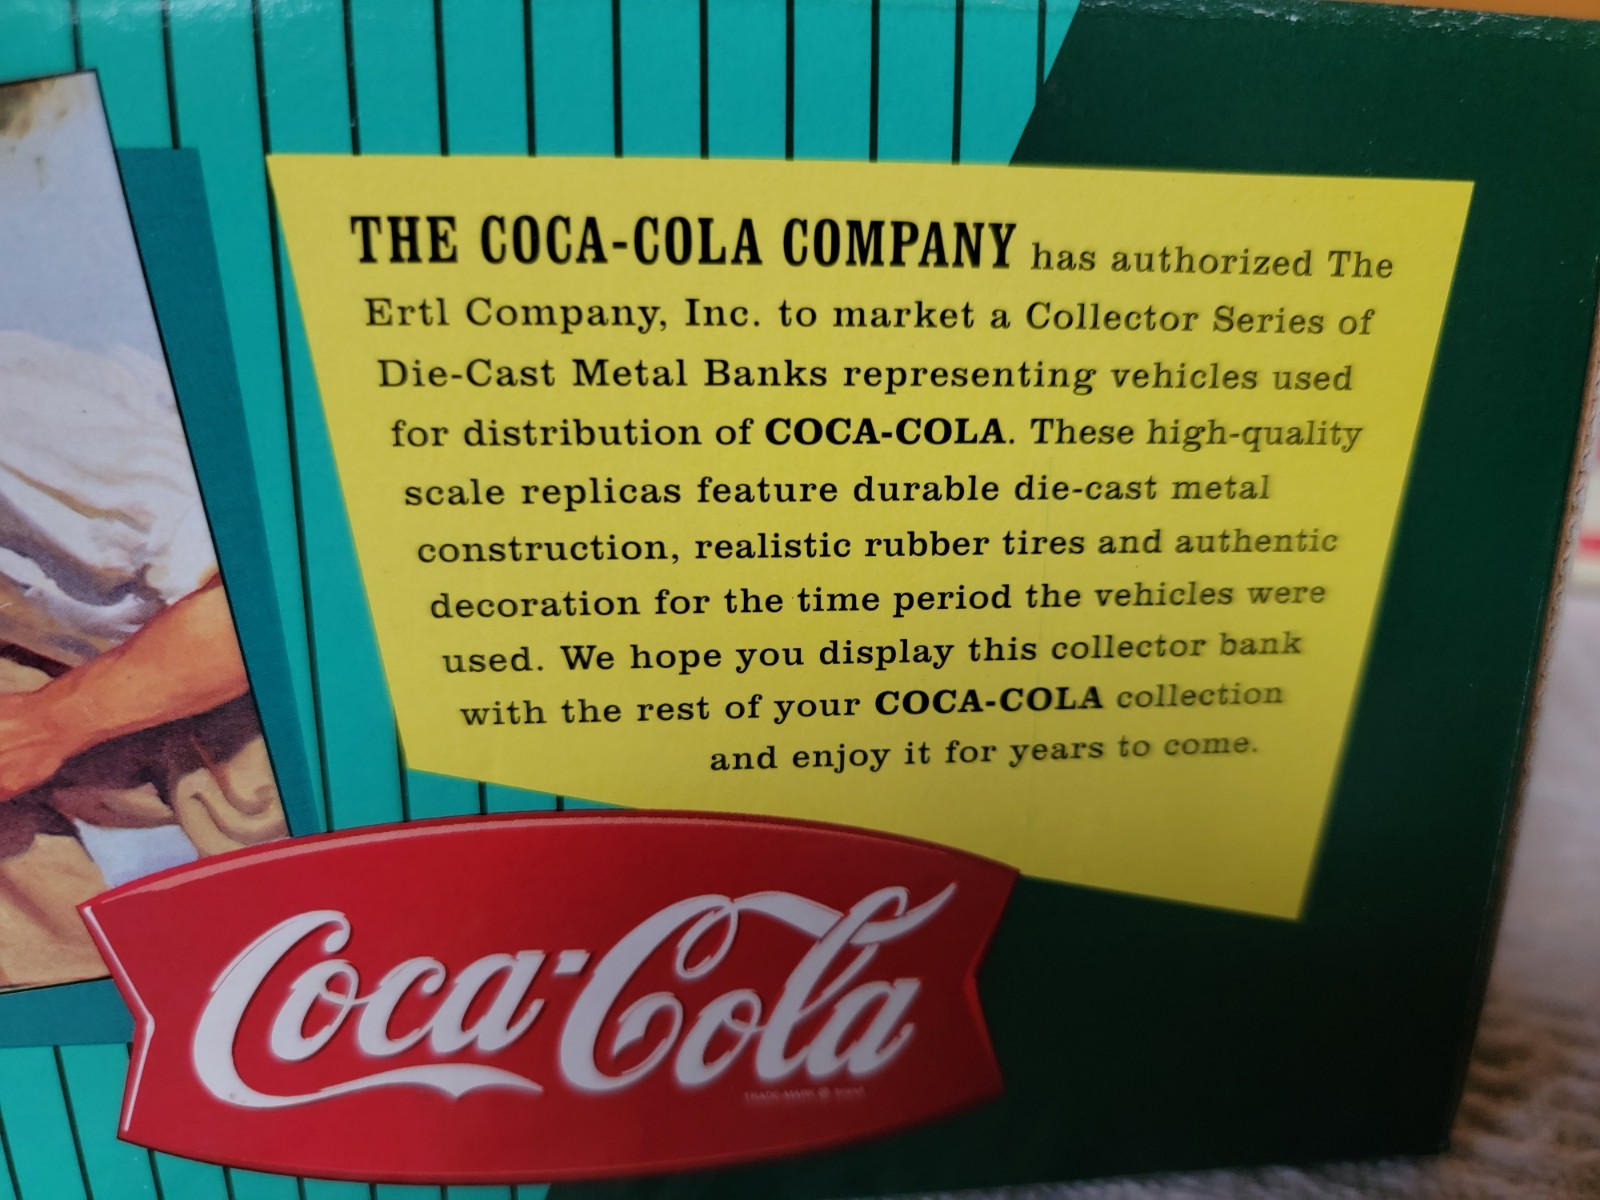 THE COCA-COLA COMPANY has authorized The
Ertl Company, Inc. to market a Collector Series of
Die-Cast Metal Banks representing vehicles used
for distribution of COCA-COLA. These high-quality
scale replicas feature durable die-cast metal
construction, realistic rubber tires and authentic
decoration for the time period the vehicles were
used. We hope you display this collector bank
with the rest of your COCA-COLA collection
and enjoy it for years to come.
Coca-Cola
TRADE-MARK ®